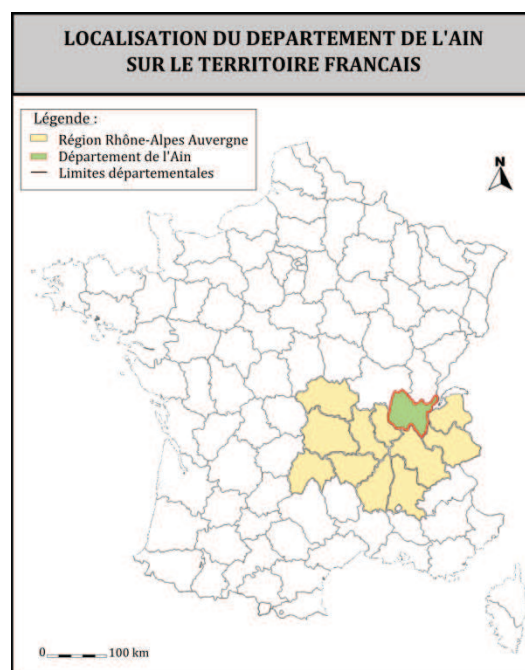 LOCALISATION DU DEPARTEMENT DE L'AIN
SUR LE TERRITOIRE FRANCAIS
Légende :
Région Rhône-Alpes Auvergne
Département de l'Ain
Limites départementales
N
0 100 km